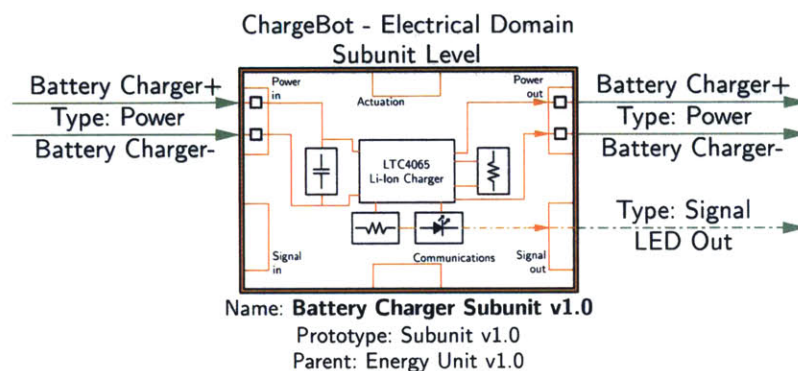 ChargeBot - Electrical Domain
Subunit Level
Battery Charger+
Type: Power
Battery Charger-
Power
in
Actuation
Power
out
Battery Charger+
Type: Power
Battery Charger-
LTC4065
Li-Ion Charger
Type: Signal
LED Out
Signal
in
Communications
Signal
out
Name: Battery Charger Subunit v1.0
Prototype: Subunit v1.0
Parent: Energy Unit v1.0